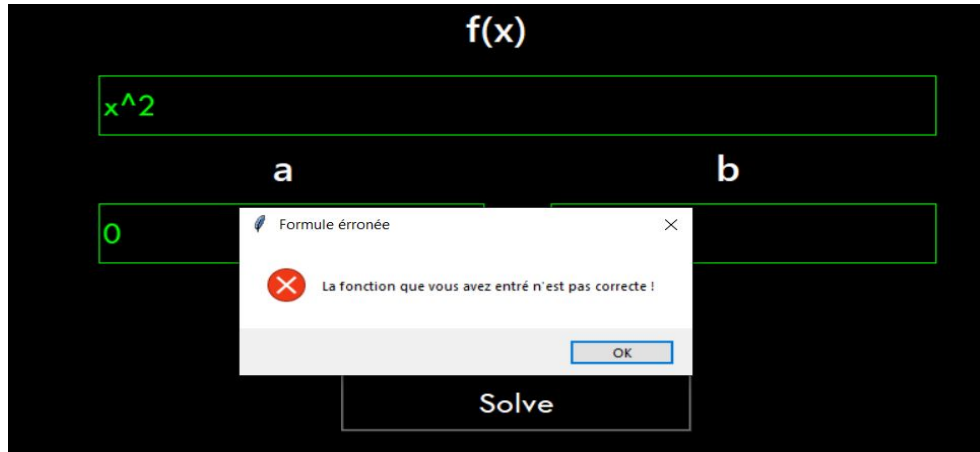 f(x)
x^2
a
b
0
Formule érronée
La fonction que vous avez entré n'est pas correcte !
OK
Solve